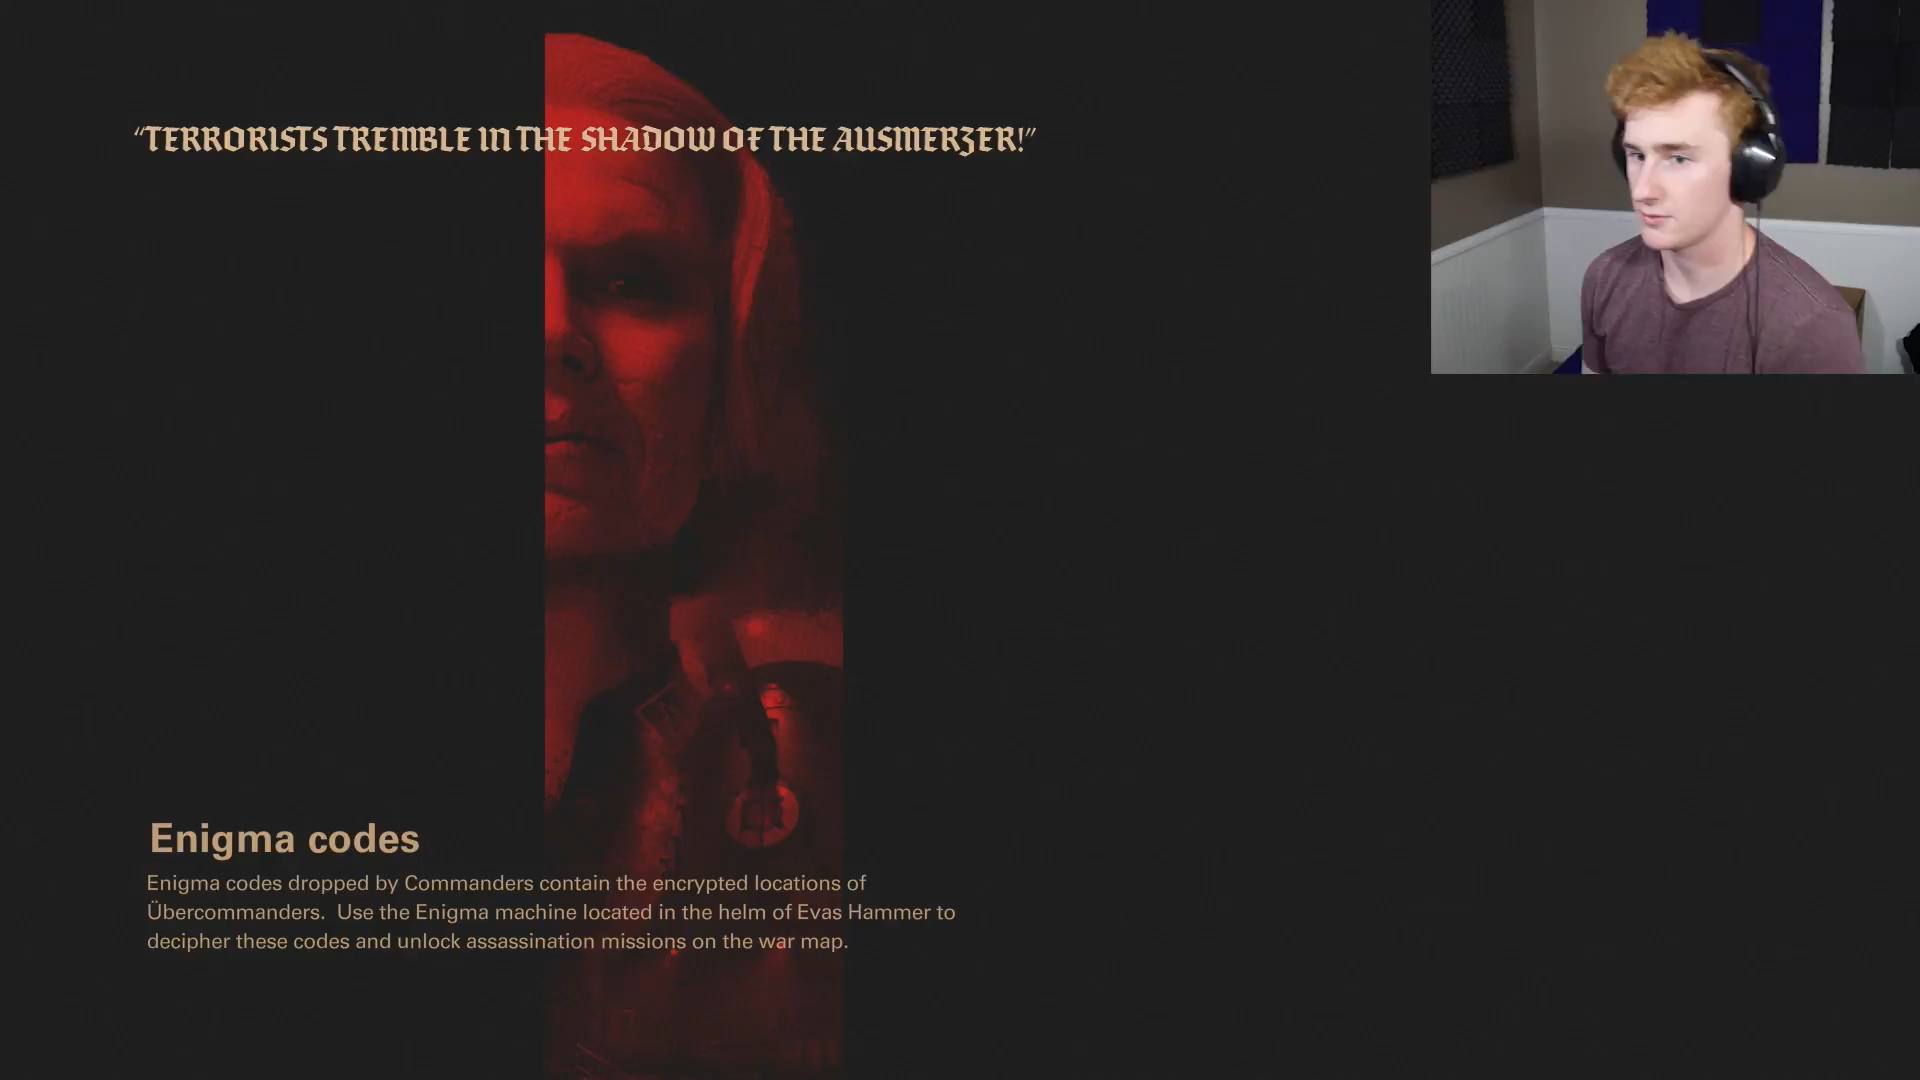 “TERRORISTS TREMBLE IN THE SHADOW OF THE AUSMERZER!”
Enigma codes
Enigma codes dropped by Commanders contain the encrypted locations of
Übercommanders.  Use the Enigma machine located in the helm of Evas Hammer to
decipher these codes and unlock assassination missions on the war map.